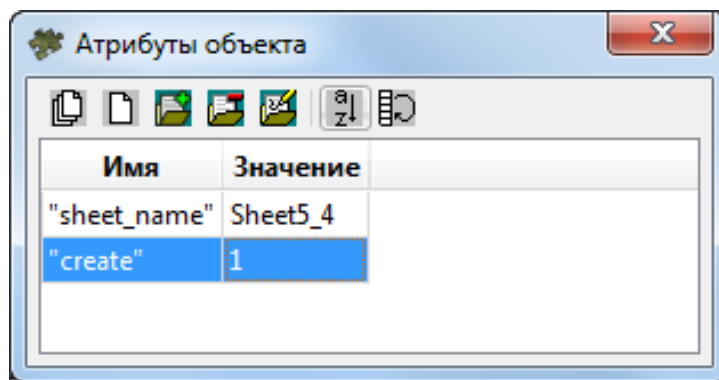 Атрибуты объекта
a
z
Имя Значение
"sheet_name" Sheet5_4
"create" 1